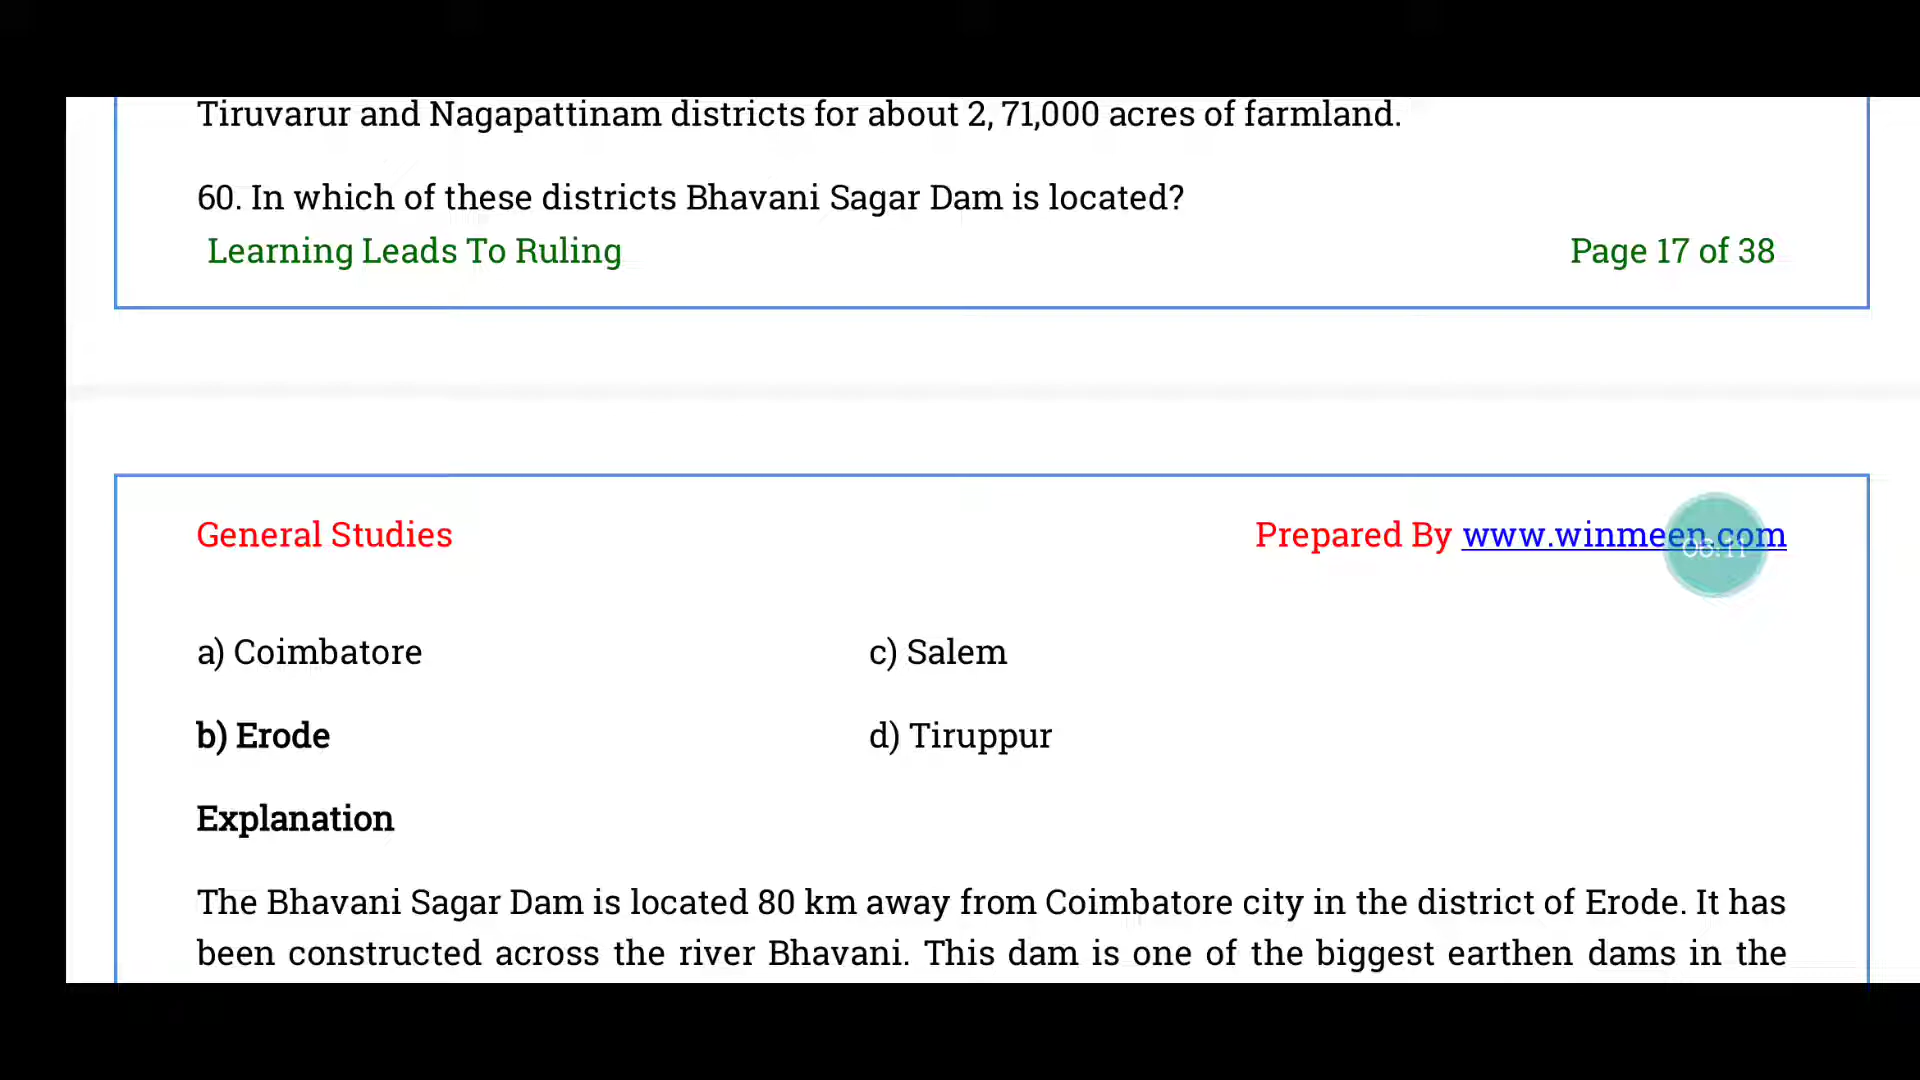 Tiruvarur and Nagapattinam districts for about 2, 71,000 acres of farmland.
60. In which of these districts Bhavani Sagar Dam is located?
Learning Leads To Ruling Page 17 of 38
General Studies Prepared By www.winmeen.com
a) Coimbatore c) Salem
b) Erode d) Tiruppur
Explanation
The Bhavani Sagar Dam is located 80 km away from Coimbatore city in the district of Erode. It has
been constructed across the river Bhavani. This dam is one of the biggest earthen dams in the